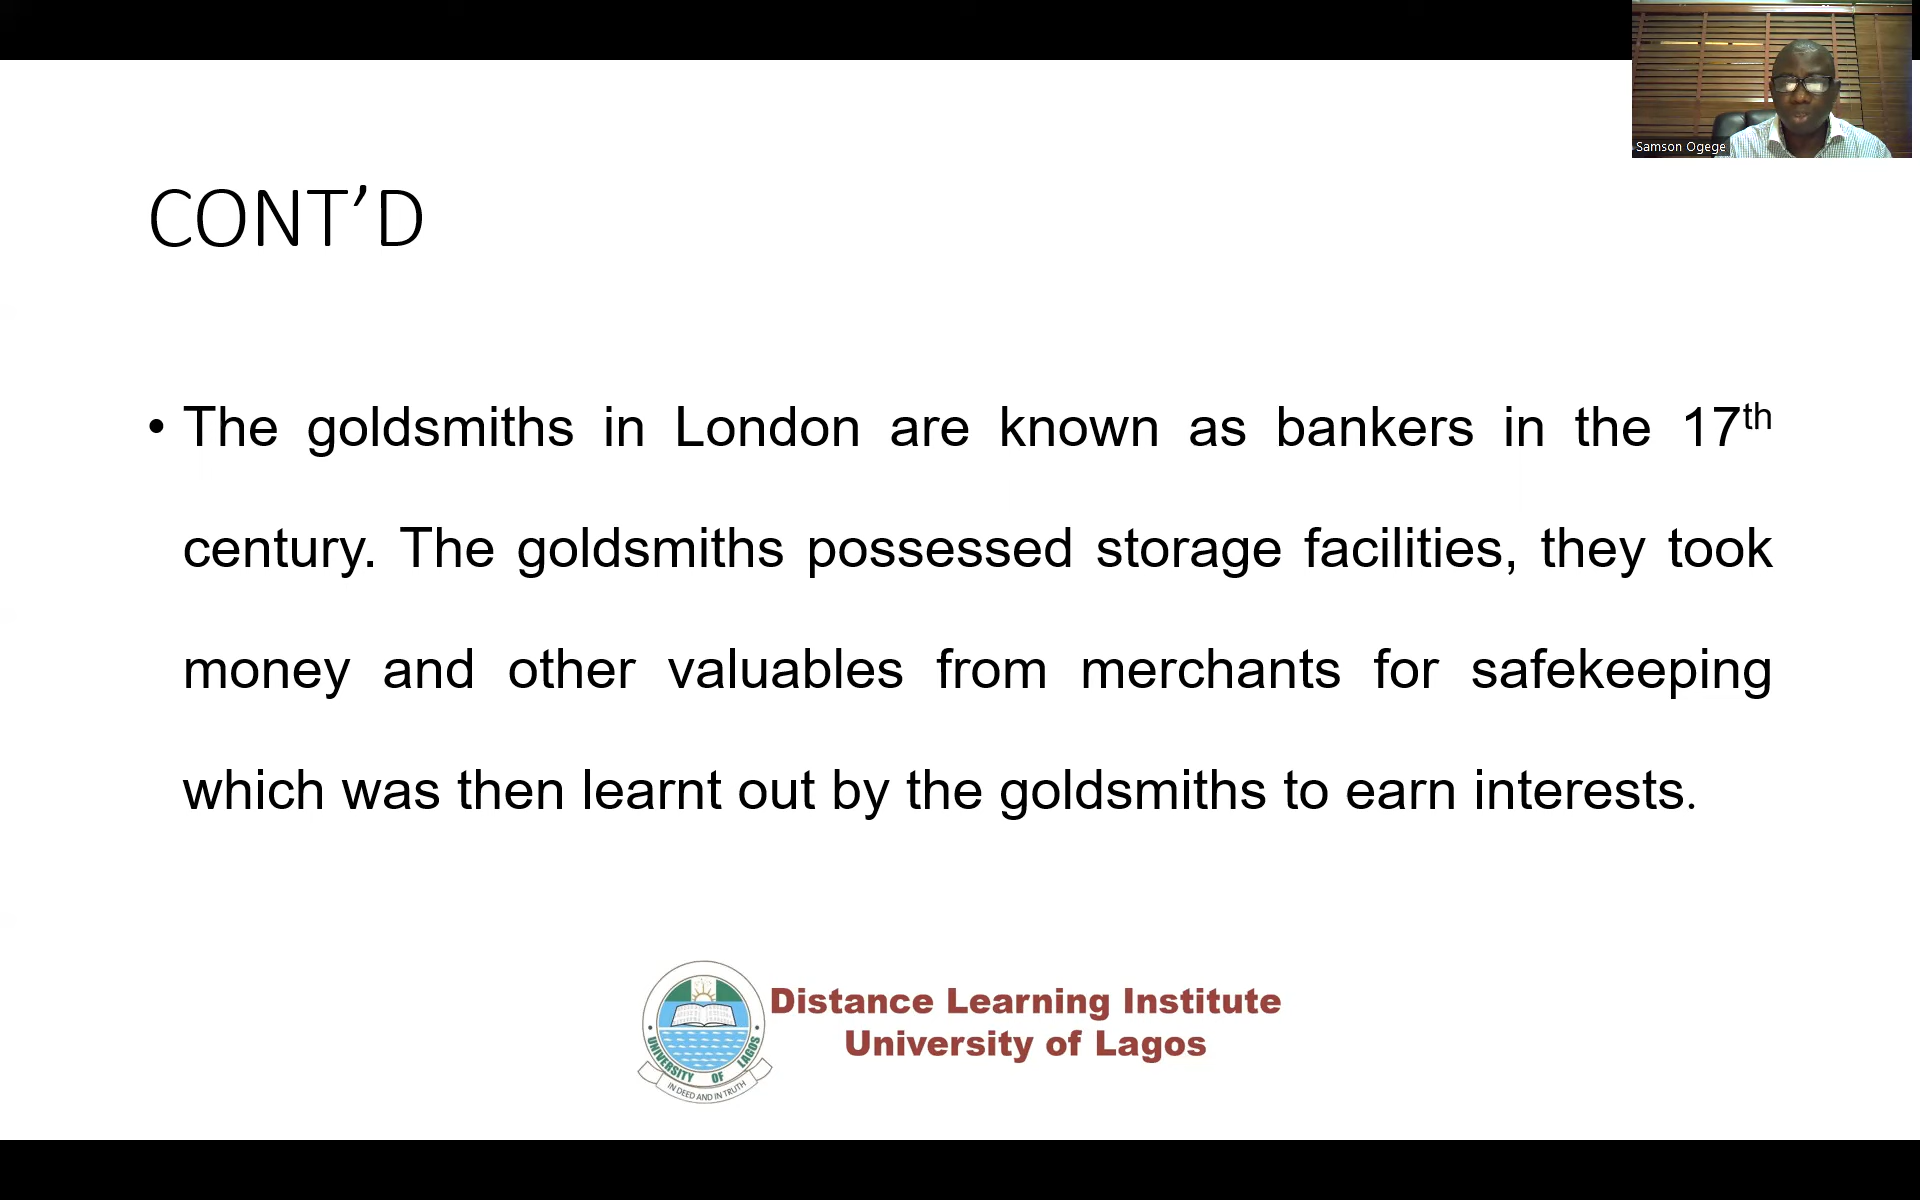 Samson Ogege
CONT’D
• The goldsmiths in London are known as bankers in the 17th
century. The goldsmiths possessed storage facilities, they took
money and other valuables from merchants for safekeeping
which was then learnt out by the goldsmiths to earn interests.
Distance Learning Institute
University of Lagos
UNIVERSITY OF LAGOS
IN DEED AND IN TRUTH